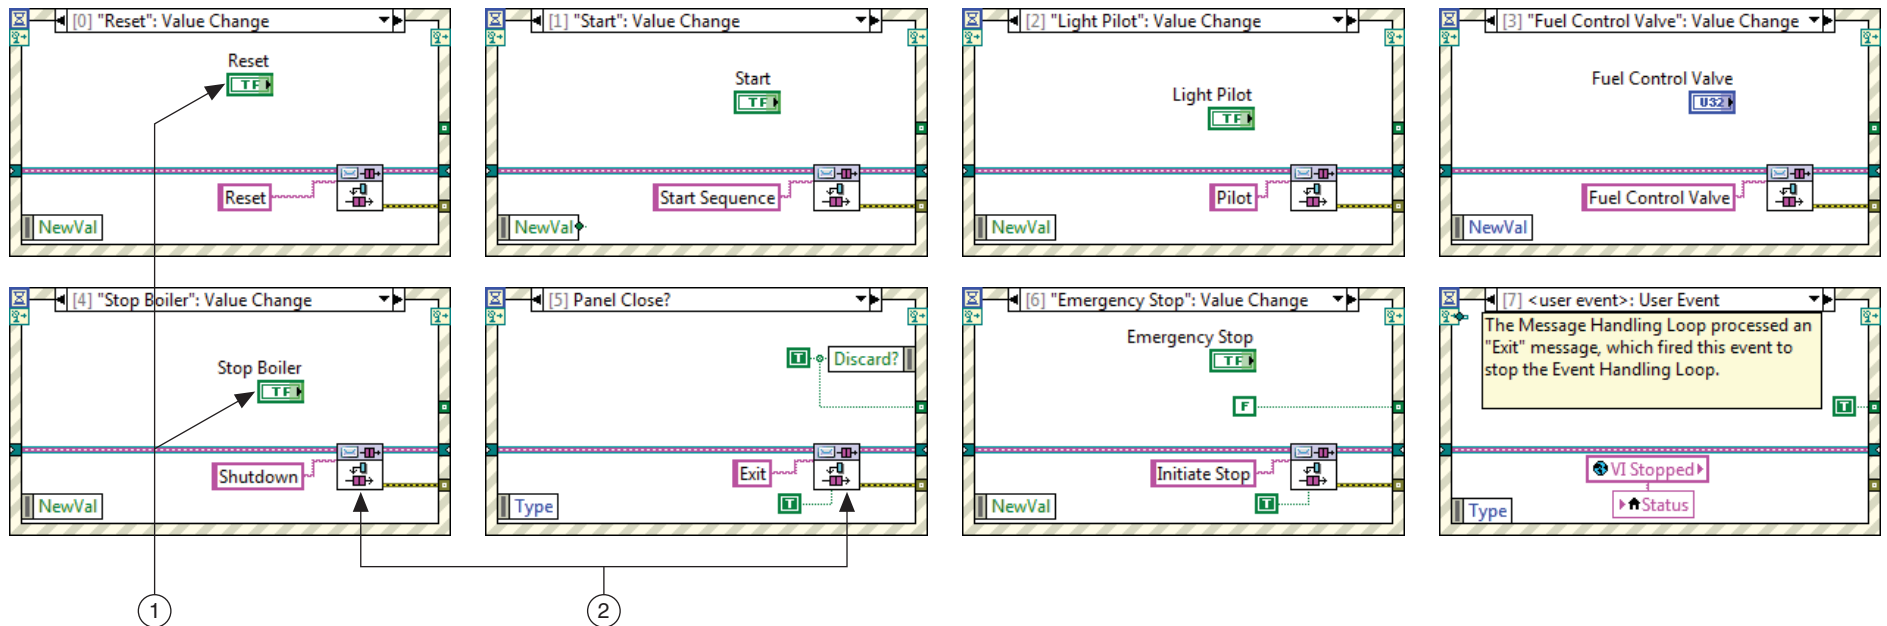 [0] "Reset": Value Change
Reset
TF
Reset
NewVal
[1] "Start": Value Change
Start
TF
Start Sequence
NewVal
[2] "Light Pilot": Value Change
Light Pilot
TF
Pilot
NewVal
[3] "Fuel Control Valve": Value Change
Fuel Control Valve
U32
Fuel Control Valve
NewVal
[4] "Stop Boiler": Value Change
Stop Boiler
TF
Shutdown
NewVal
[5] Panel Close?
T
Discard?
Exit
T
Type
[6] "Emergency Stop": Value Change
Emergency Stop
TF
F
Initiate Stop
T
NewVal
[7] <user event>: User Event
The Message Handling Loop processed an
"Exit" message, which fired this event to
stop the Event Handling Loop.
T
VI Stopped
Status
Type
1
2